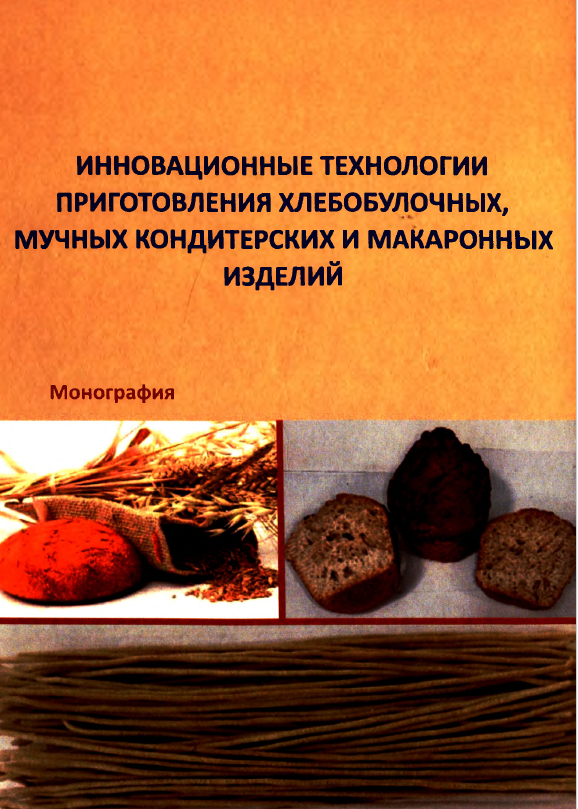 ИННОВАЦИОННЫЕ ТЕХНОЛОГИИ
ПРИГОТОВЛЕНИЯ ХЛЕБОБУЛОЧНЫХ,
МУЧНЫХ КОНДИТЕРСКИХ И МАКАРОННЫХ
ИЗДЕЛИЙ
Монография